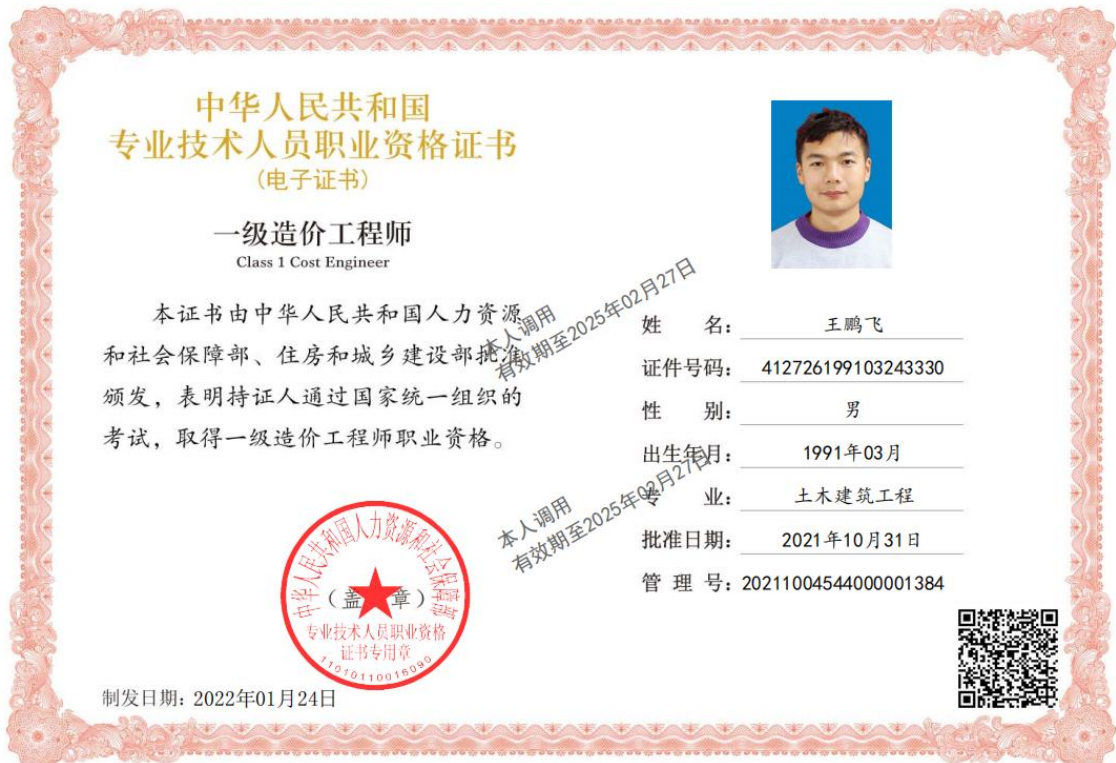 中华人民共和国
专业技术人员职业资格证书
(电子证书)
一级造价工程师
Class 1 Cost Engineer
本证书由中华人民共和国人力资源
和社会保障部、住房和城乡建设部批准
颁发，表明持证人通过国家统一组织的
考试，取得一级造价工程师职业资格。
本人调用
有效期至2025年02月27日
姓 名： 王鹏飞
证件号码： 412726199103243330
性 别： 男
出生年月： 1991年03月
专 业： 土木建筑工程
批准日期： 2021年10月31日
管 理 号： 20211004544000001384
本人调用
有效期至2025年02月27日
中华人民共和国人力资源和社会保障部
（盖 章）
专业技术人员职业资格
证书专用章
11010110016090
制发日期：2022年01月24日